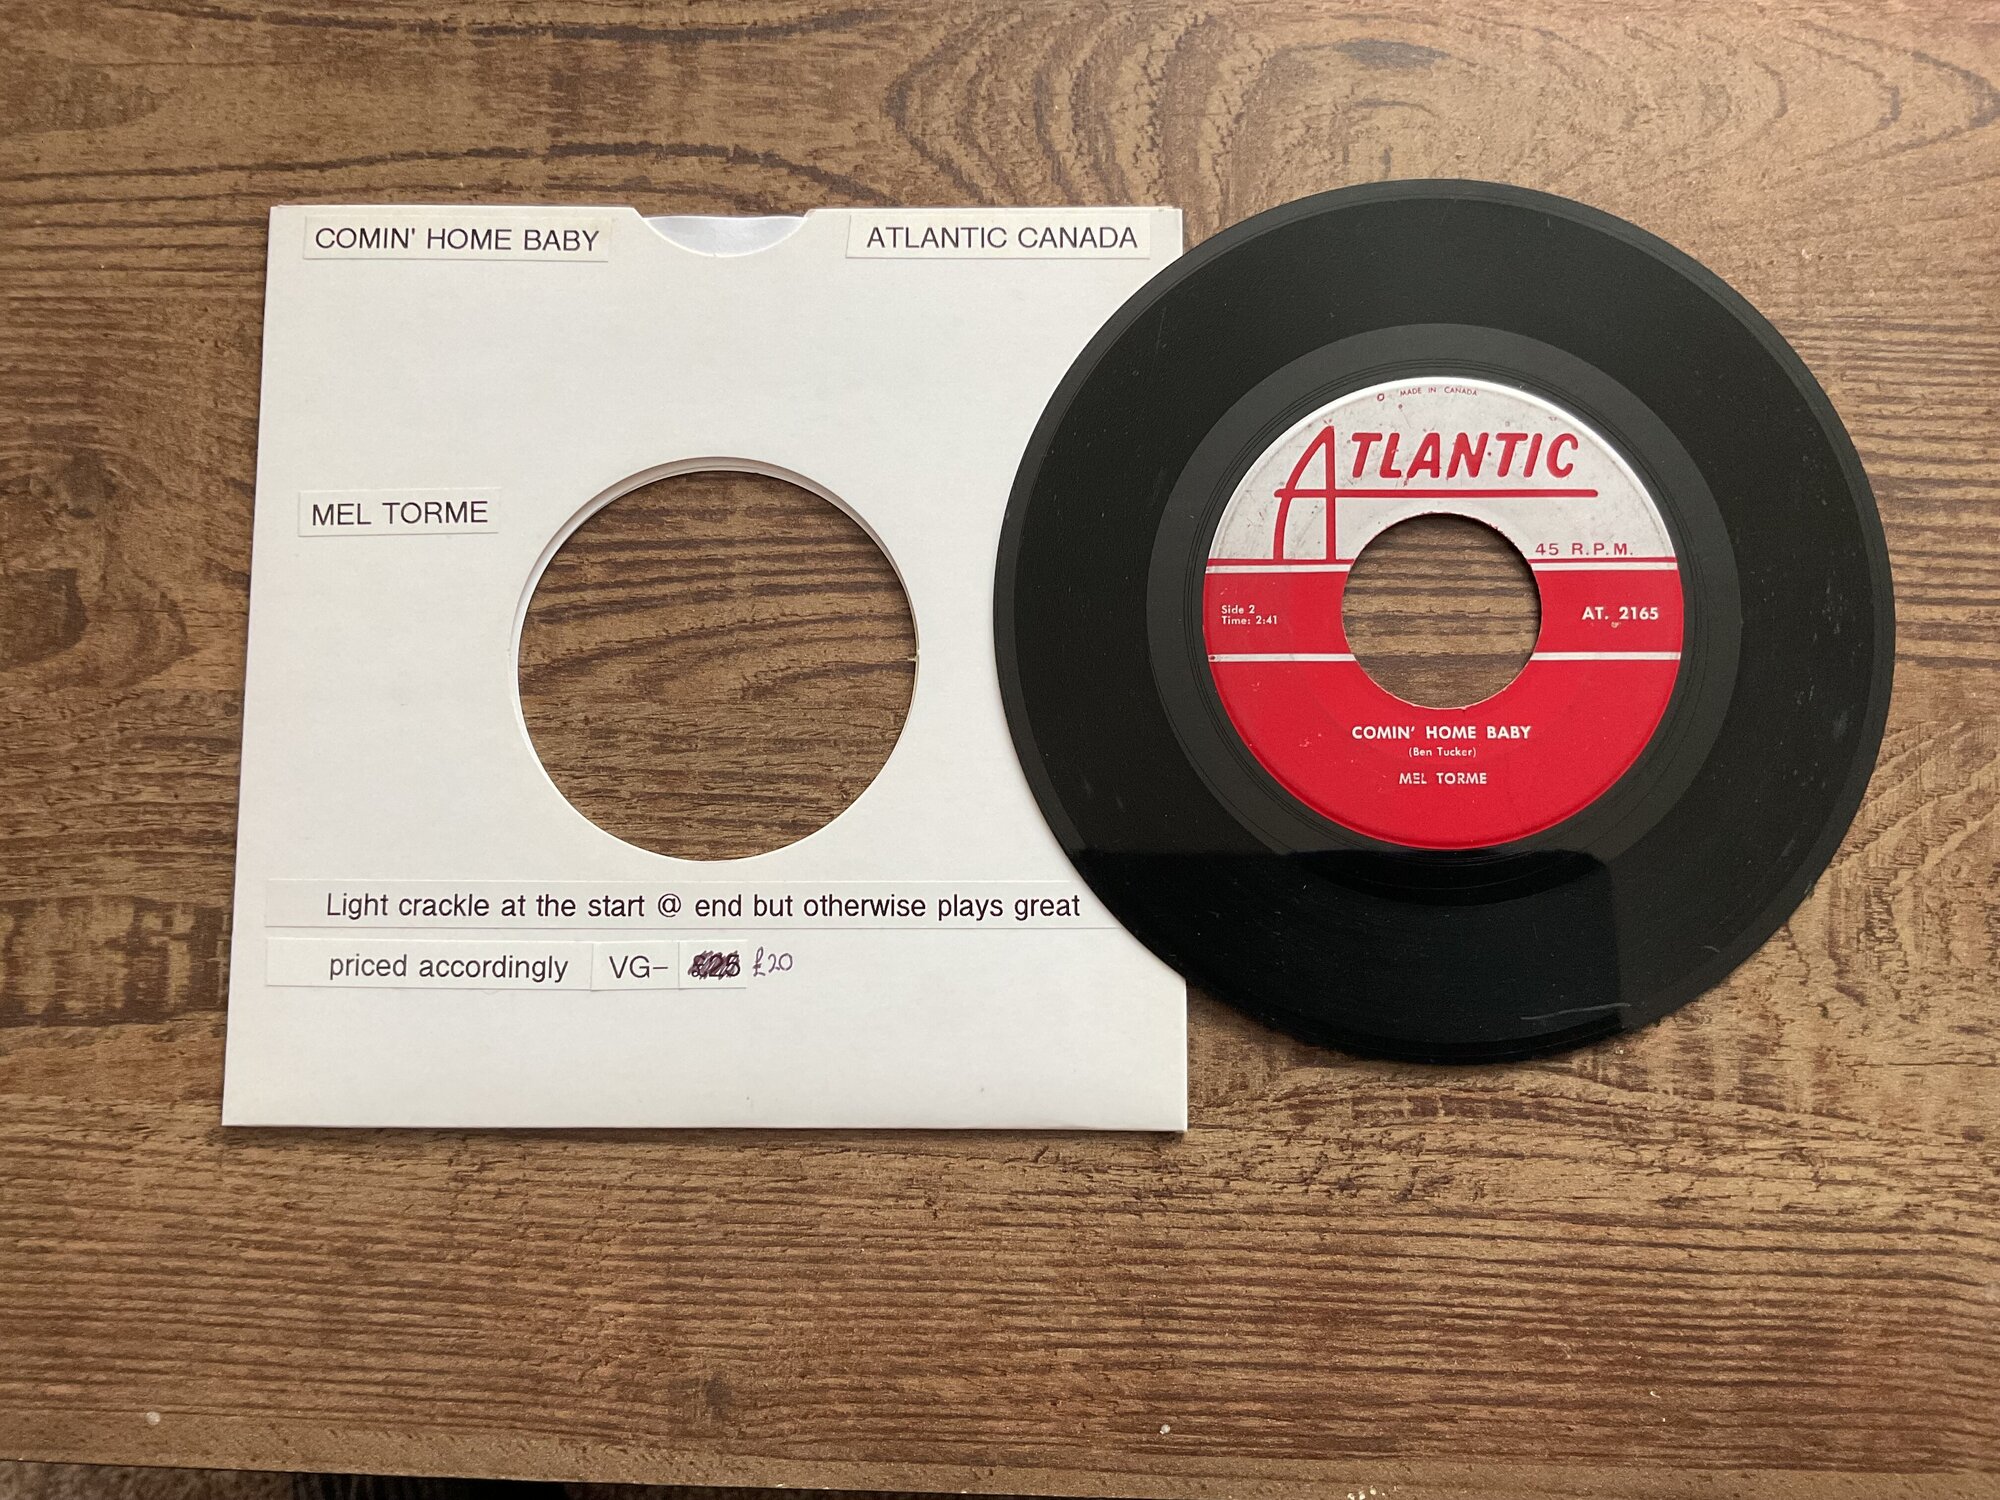 COMIN' HOME BABY
ATLANTIC CANADA
MEL TORME
Light crackle at the start @ end but otherwise plays great
priced accordingly VG- £20
MADE IN CANADA
ATLANTIC
45 R.P.M.
Side 2
Time: 2:41
AT. 2165
COMIN' HOME BABY
(Ben Tucker)
MEL TORME